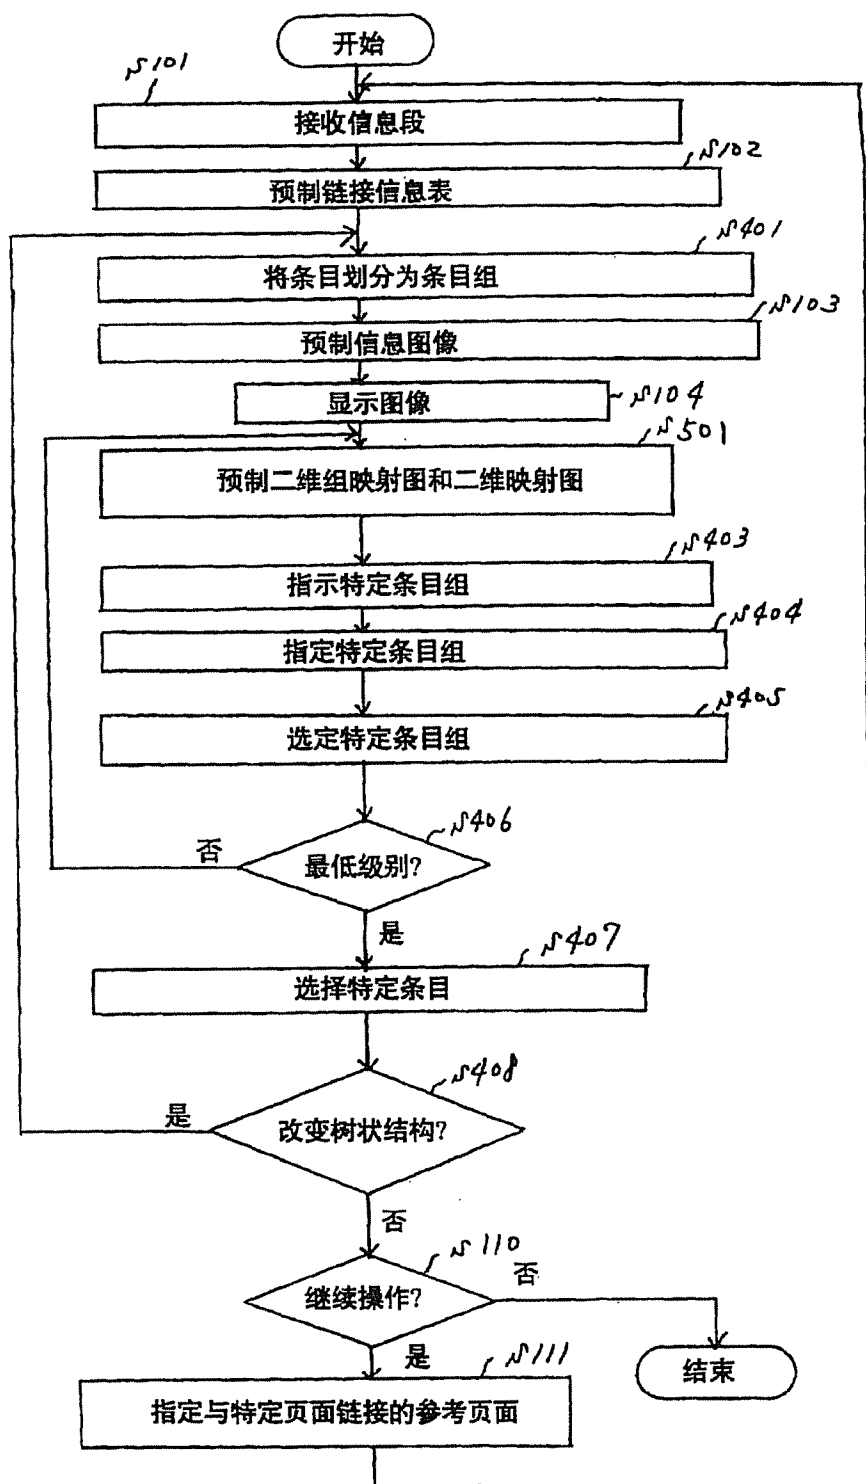 开始
S101
接收信息段
S102
预制链接信息表
S401
将条目划分为条目组
S103
预制信息图像
显示图像
S104
S501
预制二维组映射图和二维映射图
S403
指示特定条目组
S404
指定特定条目组
S405
选定特定条目组
S406
否
最低级别?
是
S407
选择特定条目
S408
是
改变树状结构?
否
S110
否
继续操作?
是
结束
S111
指定与特定页面链接的参考页面